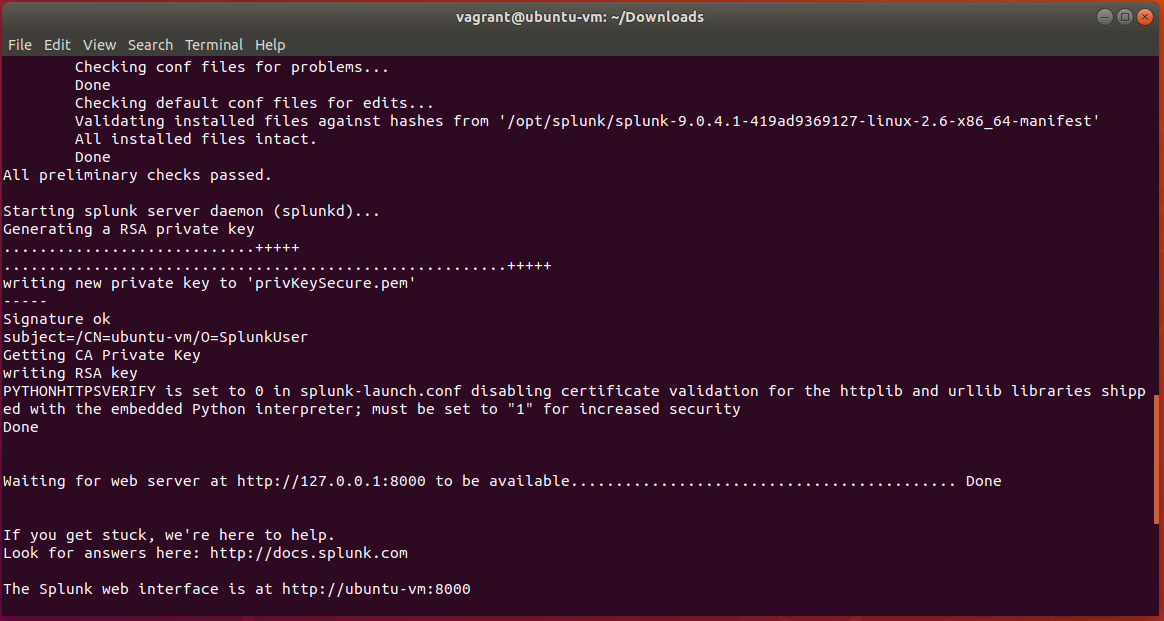 vagrant@ubuntu-vm: ~/Downloads
File Edit View Search Terminal Help
Checking conf files for problems...
Done
Checking default conf files for edits...
Validating installed files against hashes from '/opt/splunk/splunk-9.0.4.1-419ad9369127-linux-2.6-x86_64-manifest'
All installed files intact.
Done
All preliminary checks passed.
Starting splunk server daemon (splunkd)...
Generating a RSA private key
............................+++++
........................................................+++++
writing new private key to 'privKeySecure.pem'
-----
Signature ok
subject=/CN=ubuntu-vm/O=SplunkUser
Getting CA Private Key
writing RSA key
PYTHONHTTPSVERIFY is set to 0 in splunk-launch.conf disabling certificate validation for the httplib and urllib libraries shipp
ed with the embedded Python interpreter; must be set to "1" for increased security
Done
Waiting for web server at http://127.0.0.1:8000 to be available........................................... Done
If you get stuck, we're here to help.
Look for answers here: http://docs.splunk.com
The Splunk web interface is at http://ubuntu-vm:8000